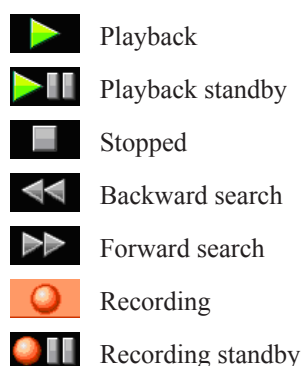 Playback
Playback standby
Stopped
Backward search
Forward search
Recording
Recording standby